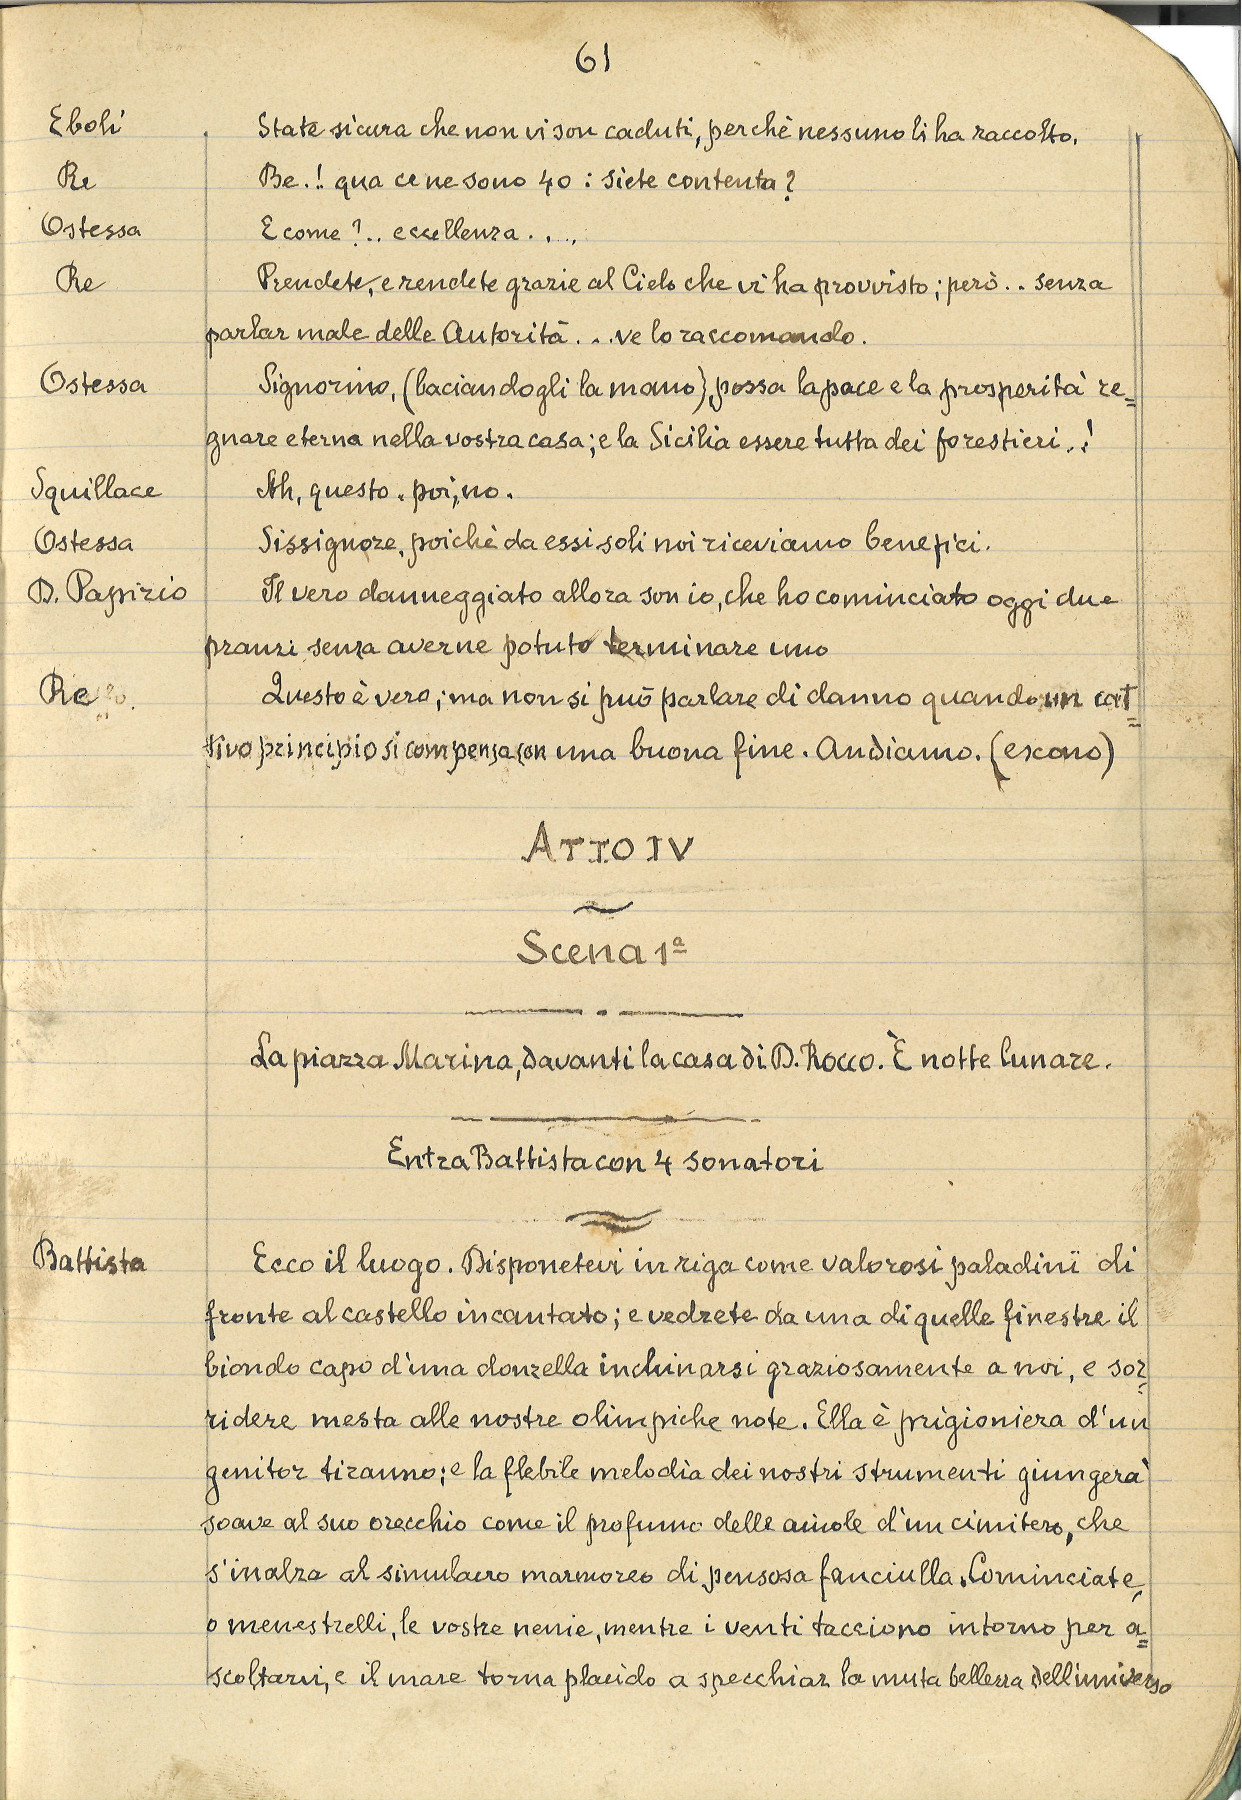 61
Eboli State sicura che non vi son caduti, perchè nessuno li ha raccolto.
Re Be.! qua ce ne sono 40 : siete contenta?
Ostessa E come ?.. eccellenza . . . .
Re Prendete, e rendete grazie al Cielo che vi ha provvisto; però .. senza
parlar male delle Autorità . . . ve lo raccomando.
Ostessa Signorino, (baciandogli la mano), possa la pace e la prosperità re=
gnare eterna nella vostra casa; e la Sicilia essere tutta dei forestieri..!
Squillace Ah, questo . poi, no.
Ostessa Sissignore, poichè da essi soli noi riceviamo benefici.
D. Papirio Il vero danneggiato allora son io, che ho cominciato oggi due
pranzi senza averne potuto terminare uno
Re Questo è vero; ma non si può parlare di danno quando un cat=
tivo principio si compensa con una buona fine. Andiamo. (escono)
Atto IV
Scena 1ª
La piazza Marina, davanti la casa di D. Rocco. È notte lunare.
Entra Battista con 4 sonatori
Battista Ecco il luogo. Disponetevi in riga come valorosi paladini di
fronte al castello incantato; e vedrete da una di quelle finestre il
biondo capo d'una donzella inchinarsi graziosamente a noi, e sor=
ridere mesta alle nostre olimpiche note. Ella è prigioniera d'un
genitor tiranno; e la flebile melodia dei nostri strumenti giungerà
soave al suo orecchio come il profumo delle aiuole d'un cimitero, che
s'inalza al simulacro marmoreo di pensosa fanciulla. Cominciate,
o menestrelli, le vostre nenie, mentre i venti tacciono intorno per a=
scoltarvi, e il mare torna placido a specchiar la muta bellezza dell'universo